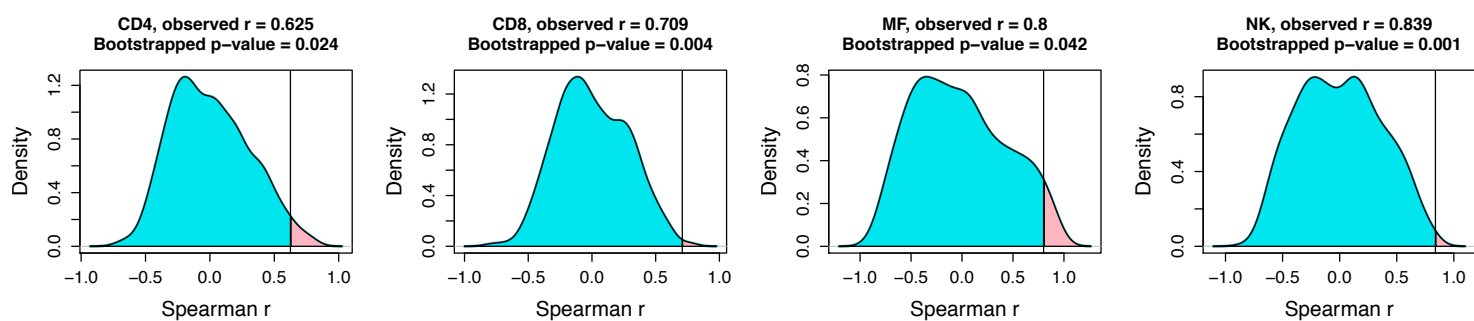 CD4, observed r = 0.625
Bootstrapped p−value = 0.024
Density
0.0 0.4 0.8 1.2
−1.0 −0.5 0.0 0.5 1.0
Spearman r
CD8, observed r = 0.709
Bootstrapped p−value = 0.004
Density
0.0 0.4 0.8 1.2
−1.0 −0.5 0.0 0.5 1.0
Spearman r
MF, observed r = 0.8
Bootstrapped p−value = 0.042
Density
0.0 0.2 0.4 0.6 0.8
−1.0 −0.5 0.0 0.5 1.0
Spearman r
NK, observed r = 0.839
Bootstrapped p−value = 0.001
Density
0.0 0.4 0.8
−1.0 −0.5 0.0 0.5 1.0
Spearman r